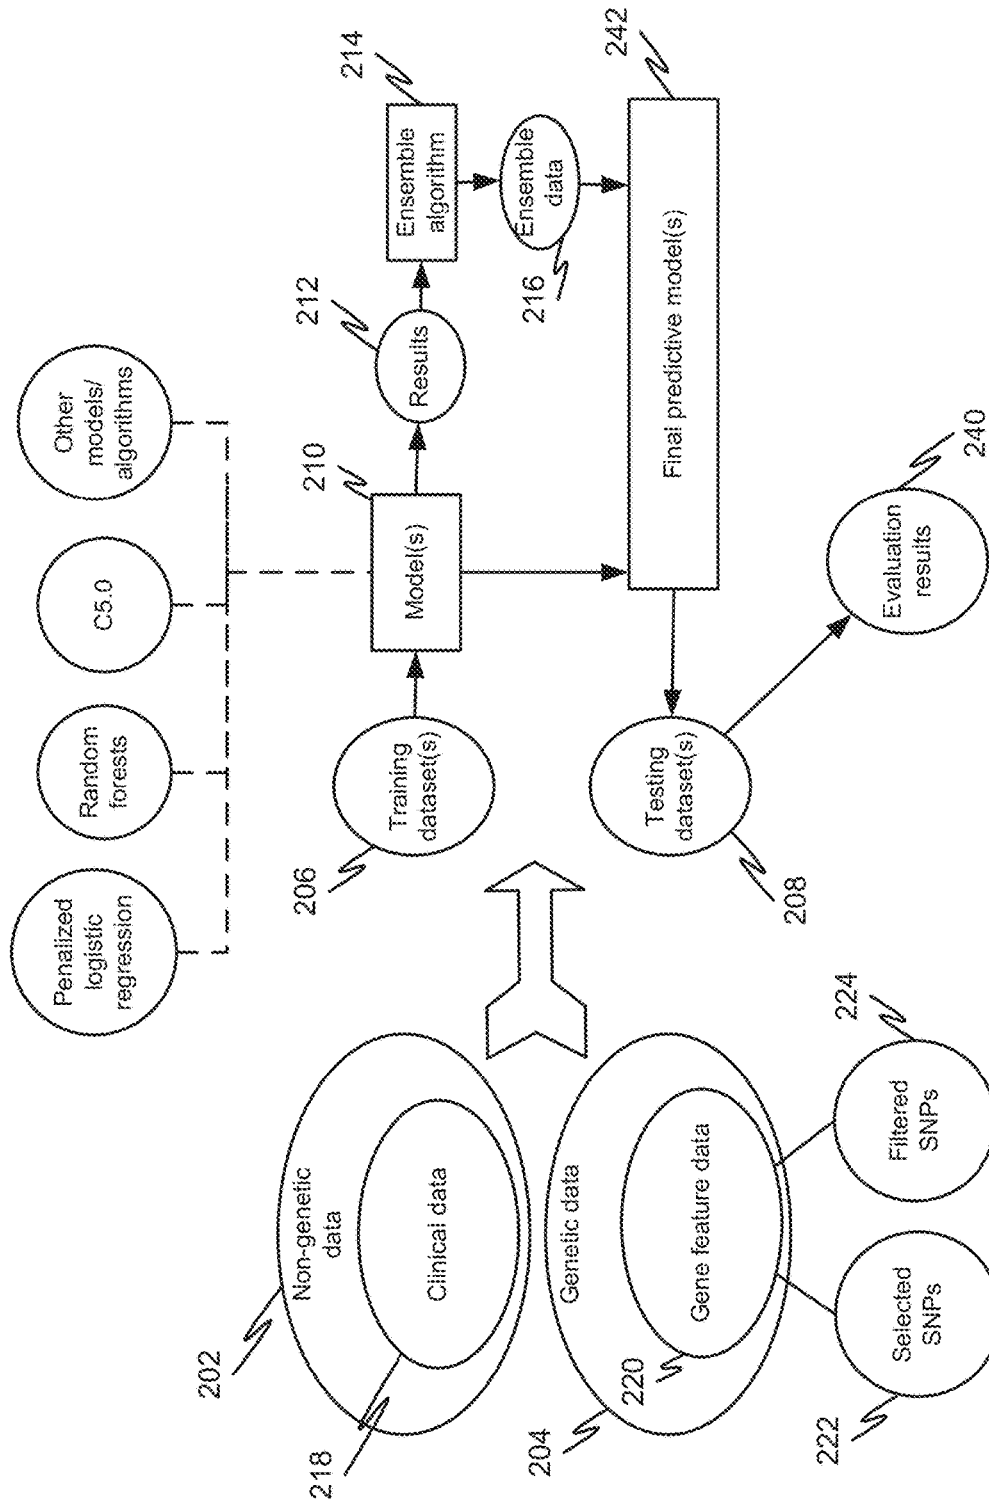 Penalized
logistic
regression
Random
forests
C5.0
Other
models/
algorithms
202
Non-genetic
data
218
Clinical data
204
Genetic data
220
Gene feature data
222
Selected
SNPs
224
Filtered
SNPs
206
Training
dataset(s)
210
Model(s)
212
Results
214
Ensemble
algorithm
216
Ensemble
data
242
Final predictive model(s)
208
Testing
dataset(s)
240
Evaluation
results